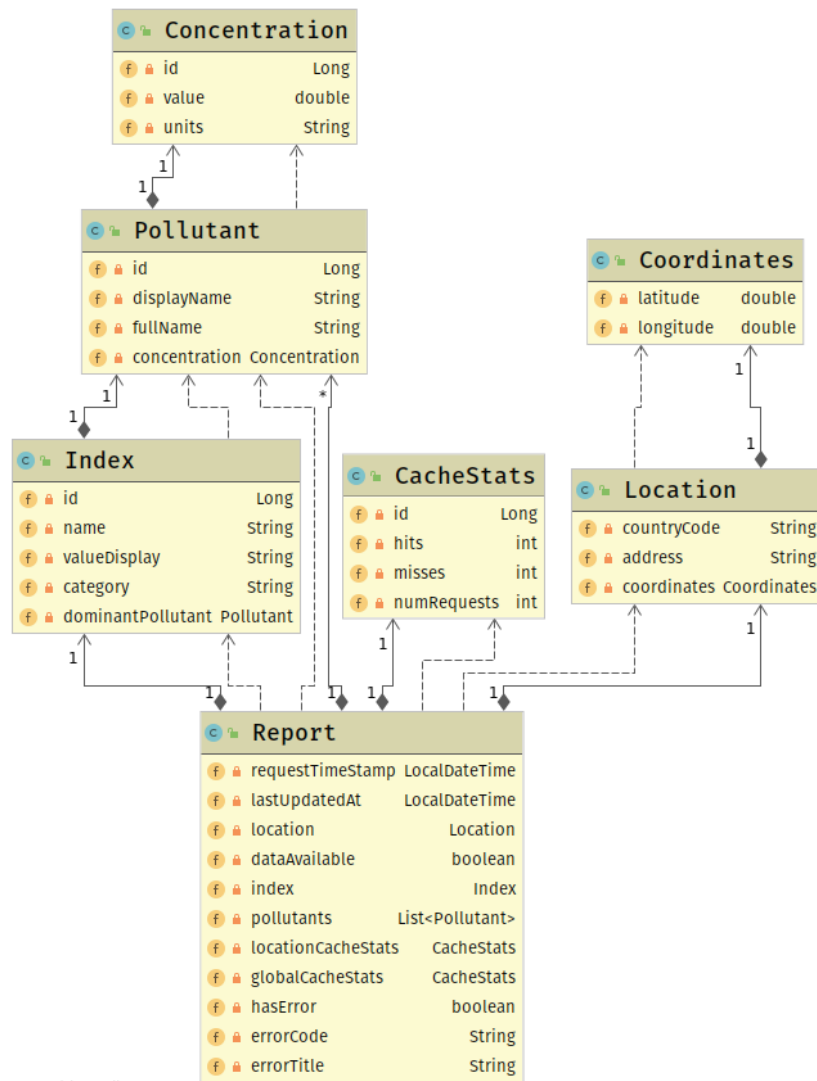 Concentration
id Long
value double
units String
1
1
Pollutant
id Long
displayName String
fullName String
concentration Concentration
Coordinates
latitude double
longitude double
1
1
*
1
1
Index
id Long
name String
valueDisplay String
category String
dominantPollutant Pollutant
CacheStats
id Long
hits int
misses int
numRequests int
Location
countryCode String
address String
coordinates Coordinates
1
1
1
1
1
1
1
Report
requestTimeStamp LocalDateTime
lastUpdatedAt LocalDateTime
location Location
dataAvailable boolean
index Index
pollutants List<Pollutant>
locationCacheStats CacheStats
globalCacheStats CacheStats
hasError boolean
errorCode String
errorTitle String